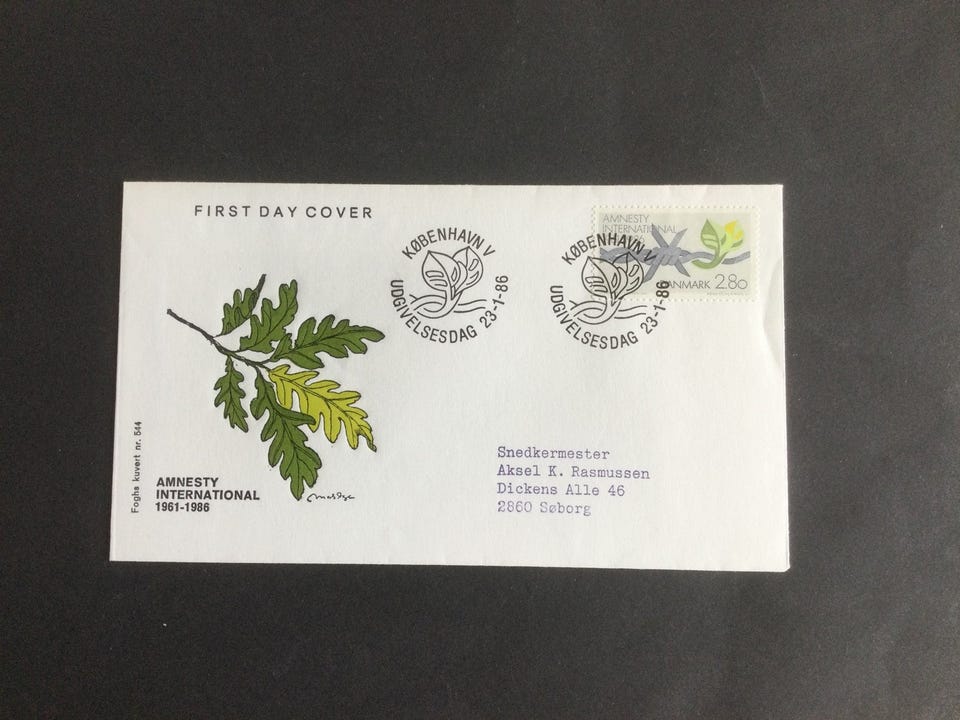 FIRST DAY COVER
KØBENHAVN V
UDGIVELSESDAG 23-1-86
KØBENHAVN V
UDGIVELSESDAG 23-1-86
AMNESTY
INTERNATIONAL
DANMARK 2.80
Foghs kuvert nr. 544
AMNESTY
INTERNATIONAL
1961-1986
Snedkermester
Aksel K. Rasmussen
Dickens Alle 46
2860 Søborg